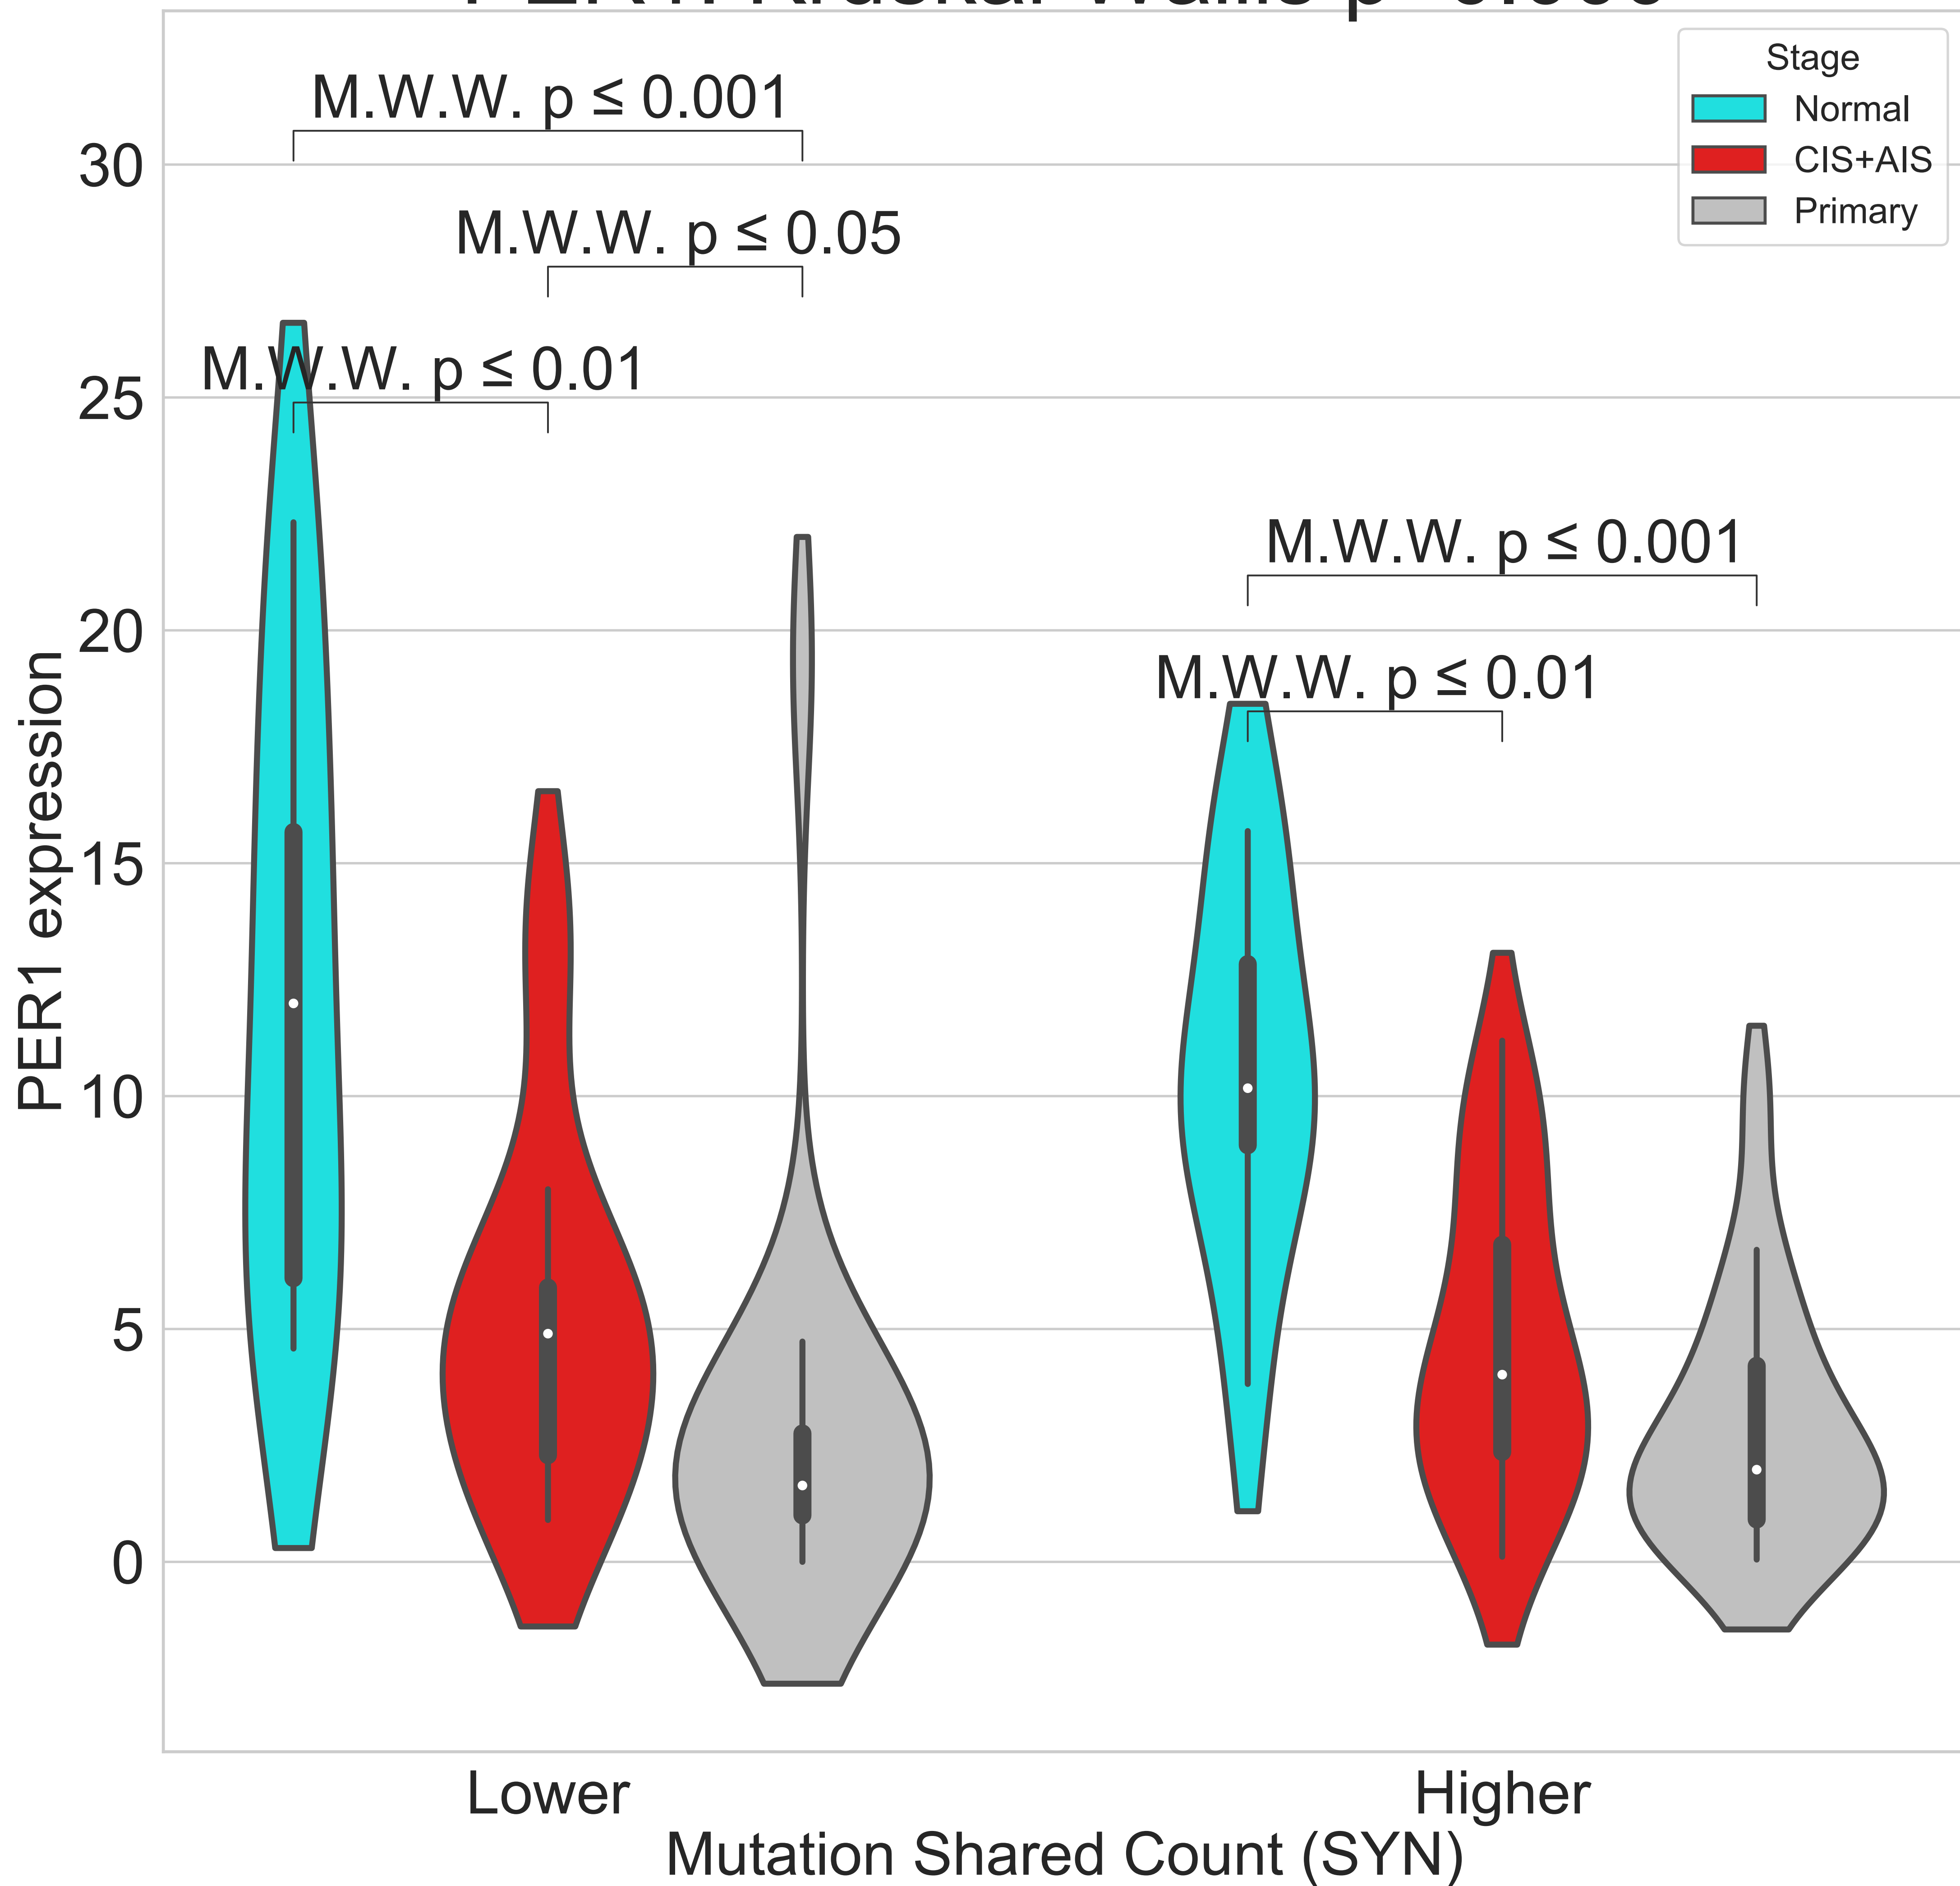 Stage
Normal
CIS+AIS
Primary
M.W.W. p ≤ 0.001
M.W.W. p ≤ 0.05
M.W.W. p ≤ 0.01
M.W.W. p ≤ 0.001
M.W.W. p ≤ 0.01
30
25
20
15
10
5
0
PER1 expression
Lower
Higher
Mutation Shared Count (SYN)